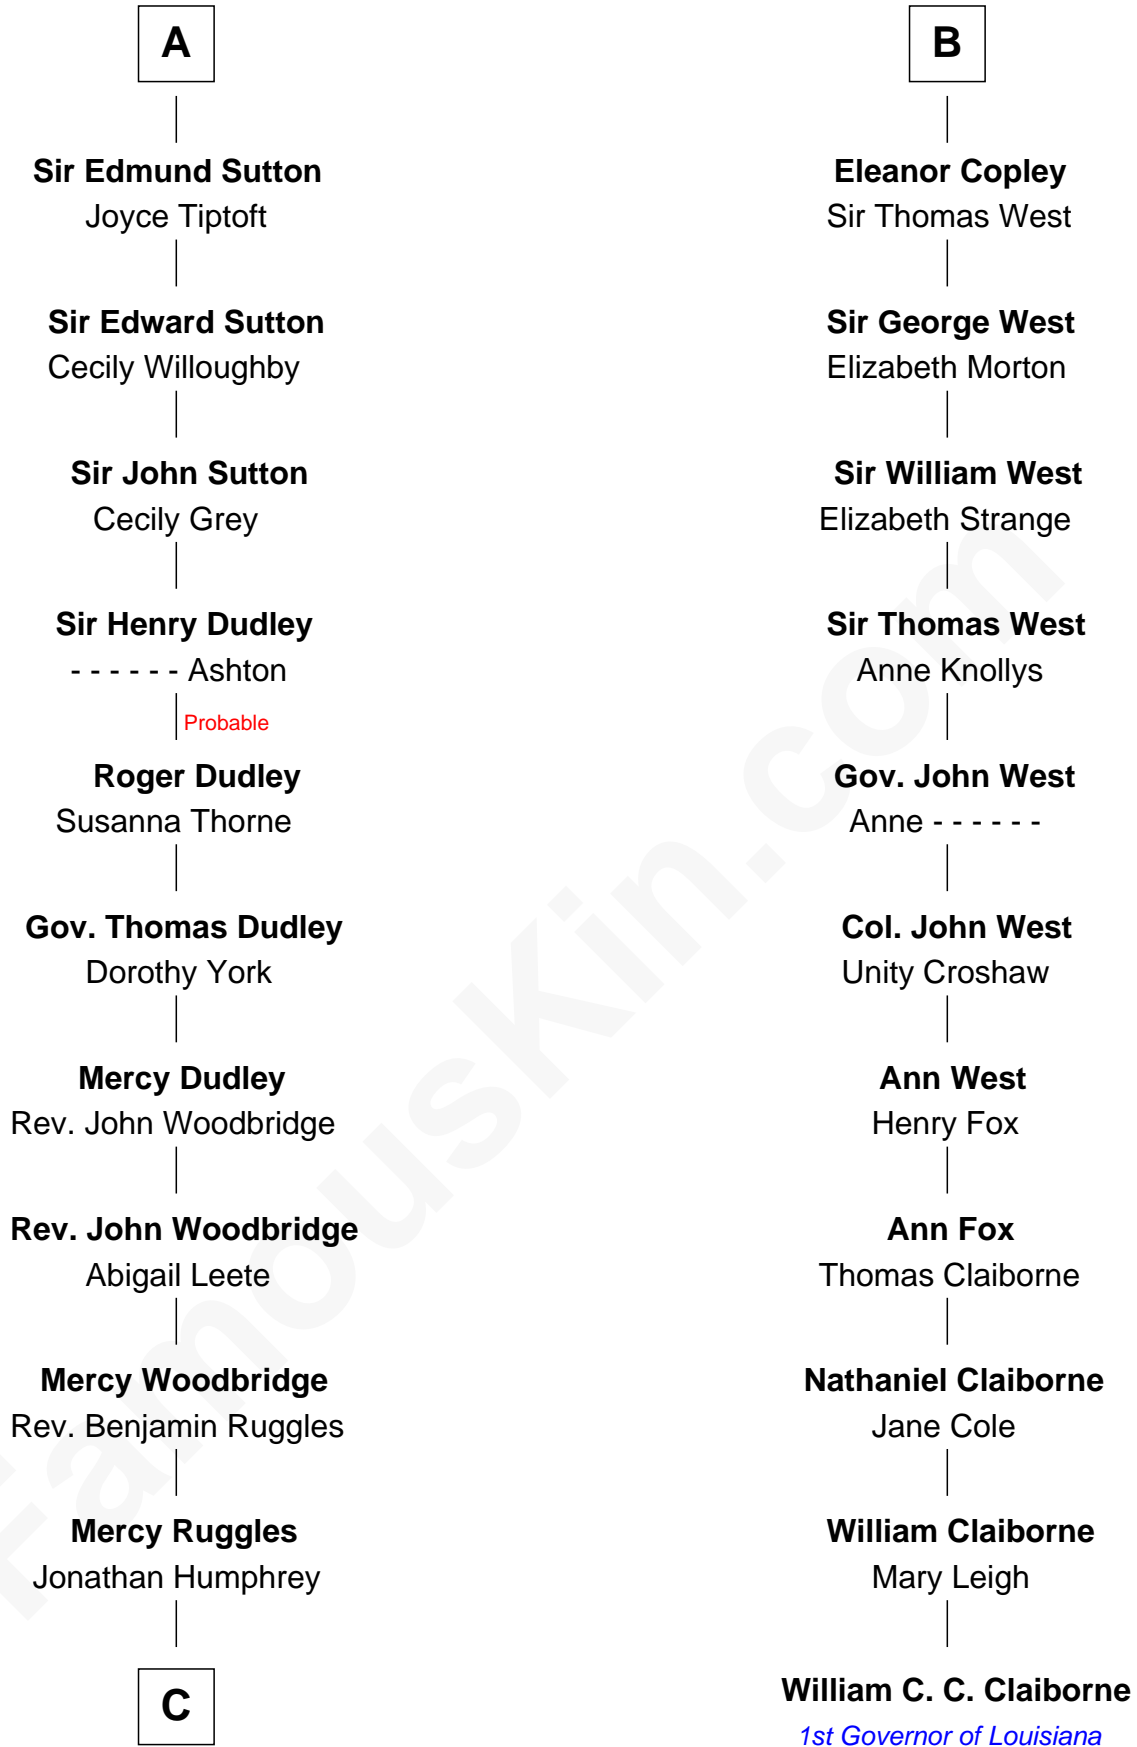 A
Sir Edmund Sutton
Joyce Tiptoft
Sir Edward Sutton
Cecily Willoughby
Sir John Sutton
Cecily Grey
Sir Henry Dudley
- - - - - - Ashton
Probable
Roger Dudley
Susanna Thorne
Gov. Thomas Dudley
Dorothy York
Mercy Dudley
Rev. John Woodbridge
Rev. John Woodbridge
Abigail Leete
Mercy Woodbridge
Rev. Benjamin Ruggles
Mercy Ruggles
Jonathan Humphrey
C
B
Eleanor Copley
Sir Thomas West
Sir George West
Elizabeth Morton
Sir William West
Elizabeth Strange
Sir Thomas West
Anne Knollys
Gov. John West
Anne - - - - - -
Col. John West
Unity Croshaw
Ann West
Henry Fox
Ann Fox
Thomas Claiborne
Nathaniel Claiborne
Jane Cole
William Claiborne
Mary Leigh
William C. C. Claiborne
1st Governor of Louisiana
FamousKin.com